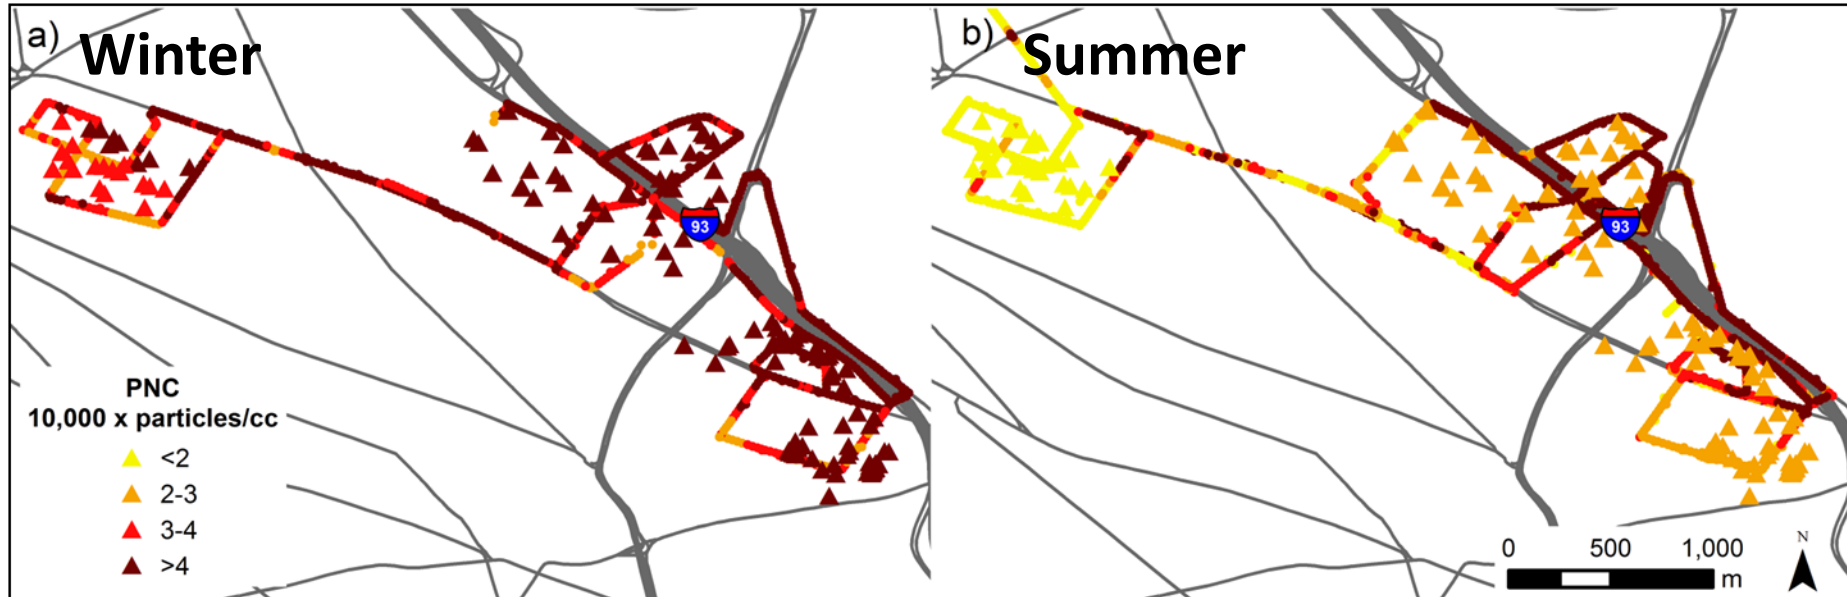 a) Winter
b) Summer
93
93
PNC
10,000 x particles/cc
<2
2-3
3-4
>4
0 500 1,000
m
N